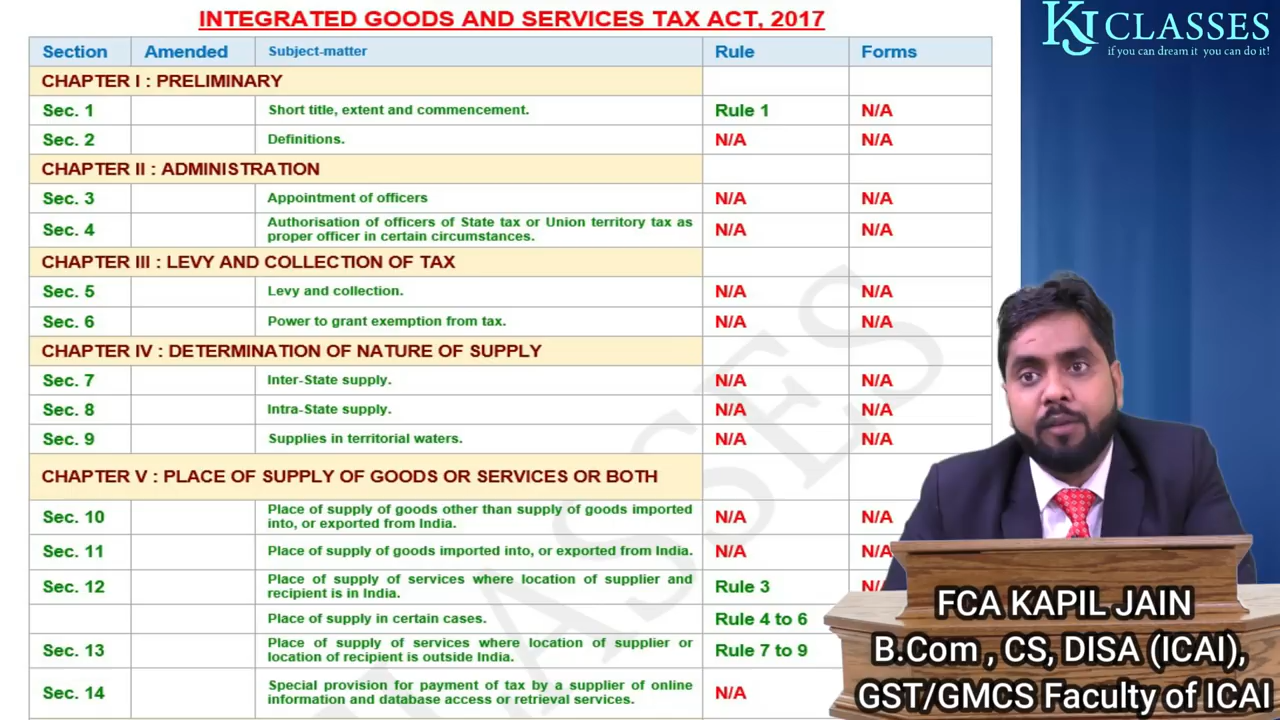 INTEGRATED GOODS AND SERVICES TAX ACT, 2017
KJ CLASSES
if you can dream it you can do it!
Section Amended Subject-matter Rule Forms
CHAPTER I : PRELIMINARY
Sec. 1 Short title, extent and commencement. Rule 1 N/A
Sec. 2 Definitions. N/A N/A
CHAPTER II : ADMINISTRATION
Sec. 3 Appointment of officers N/A N/A
Sec. 4 Authorisation of officers of State tax or Union territory tax as
proper officer in certain circumstances. N/A N/A
CHAPTER III : LEVY AND COLLECTION OF TAX
Sec. 5 Levy and collection. N/A N/A
Sec. 6 Power to grant exemption from tax. N/A N/A
CHAPTER IV : DETERMINATION OF NATURE OF SUPPLY
Sec. 7 Inter-State supply. N/A N/A
Sec. 8 Intra-State supply. N/A N/A
Sec. 9 Supplies in territorial waters. N/A N/A
CHAPTER V : PLACE OF SUPPLY OF GOODS OR SERVICES OR BOTH
Sec. 10 Place of supply of goods other than supply of goods imported
into, or exported from India. N/A N/A
Sec. 11 Place of supply of goods imported into, or exported from India. N/A N/A
Sec. 12 Place of supply of services where location of supplier and
recipient is in India. Rule 3 N/
Place of supply in certain cases. Rule 4 to 6
Sec. 13 Place of supply of services where location of supplier or
location of recipient is outside India. Rule 7 to 9
Sec. 14 Special provision for payment of tax by a supplier of online
information and database access or retrieval services. N/A
LASSES
FCA KAPIL JAIN
B.Com , CS, DISA (ICAI),
GST/GMCS Faculty of ICAI